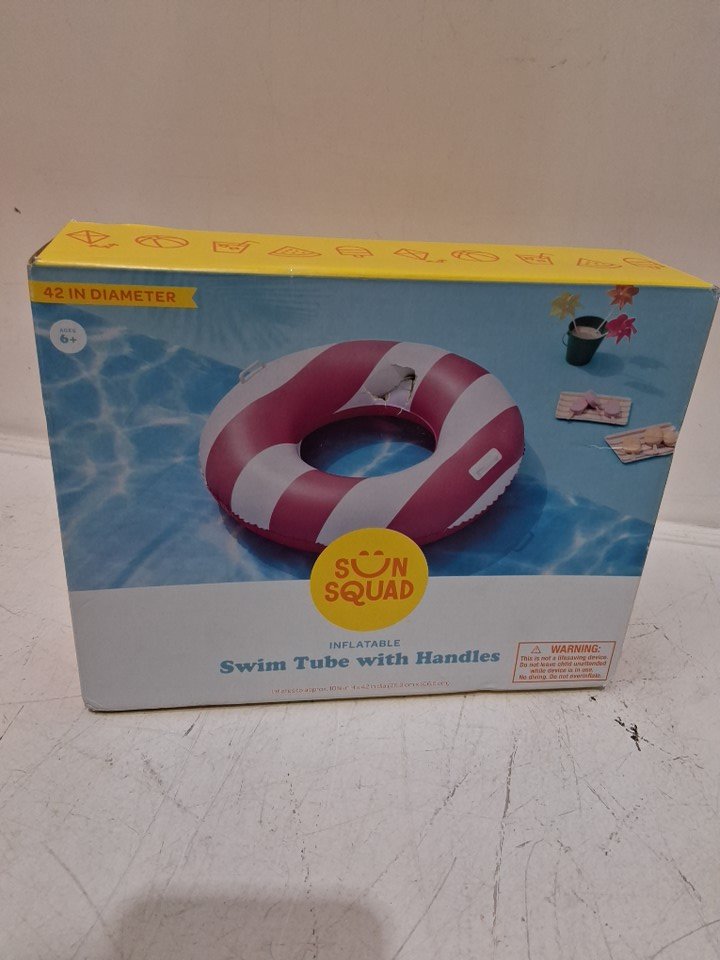 42 IN DIAMETER
AGES
6+
SUN
SQUAD
INFLATABLE
Swim Tube with Handles
WARNING:
This is not a lifesaving device.
Do not leave child unattended
while device is in use.
No diving. Do not overinflate.